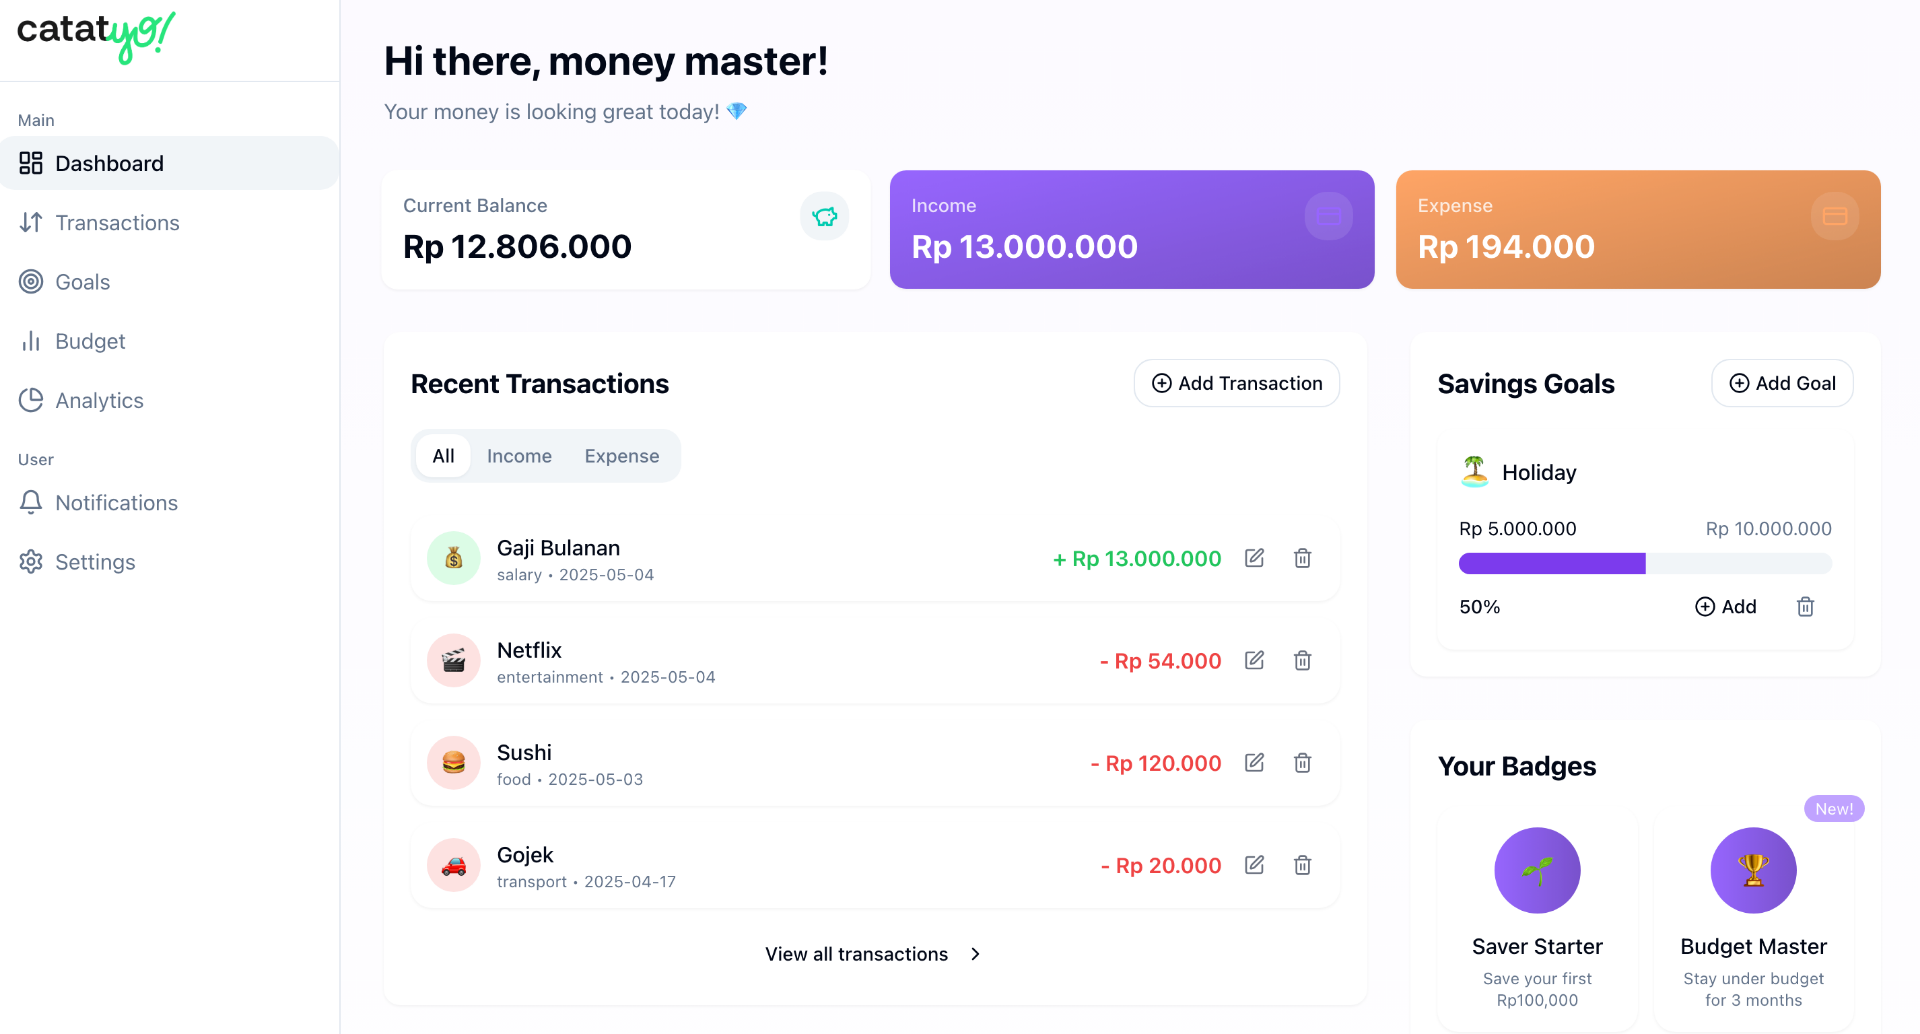 catatyo!
Main
Dashboard
Transactions
Goals
Budget
Analytics
User
Notifications
Settings
Hi there, money master!
Your money is looking great today! 💎
Current Balance
Rp 12.806.000
Income
Rp 13.000.000
Expense
Rp 194.000
Recent Transactions
Add Transaction
All Income Expense
Gaji Bulanan
salary • 2025-05-04
+ Rp 13.000.000
Netflix
entertainment • 2025-05-04
- Rp 54.000
Sushi
food • 2025-05-03
- Rp 120.000
Gojek
transport • 2025-04-17
- Rp 20.000
View all transactions
Savings Goals
Add Goal
Holiday
Rp 5.000.000 Rp 10.000.000
50% Add
Your Badges
New!
Saver Starter
Save your first
Rp100,000
Budget Master
Stay under budget
for 3 months